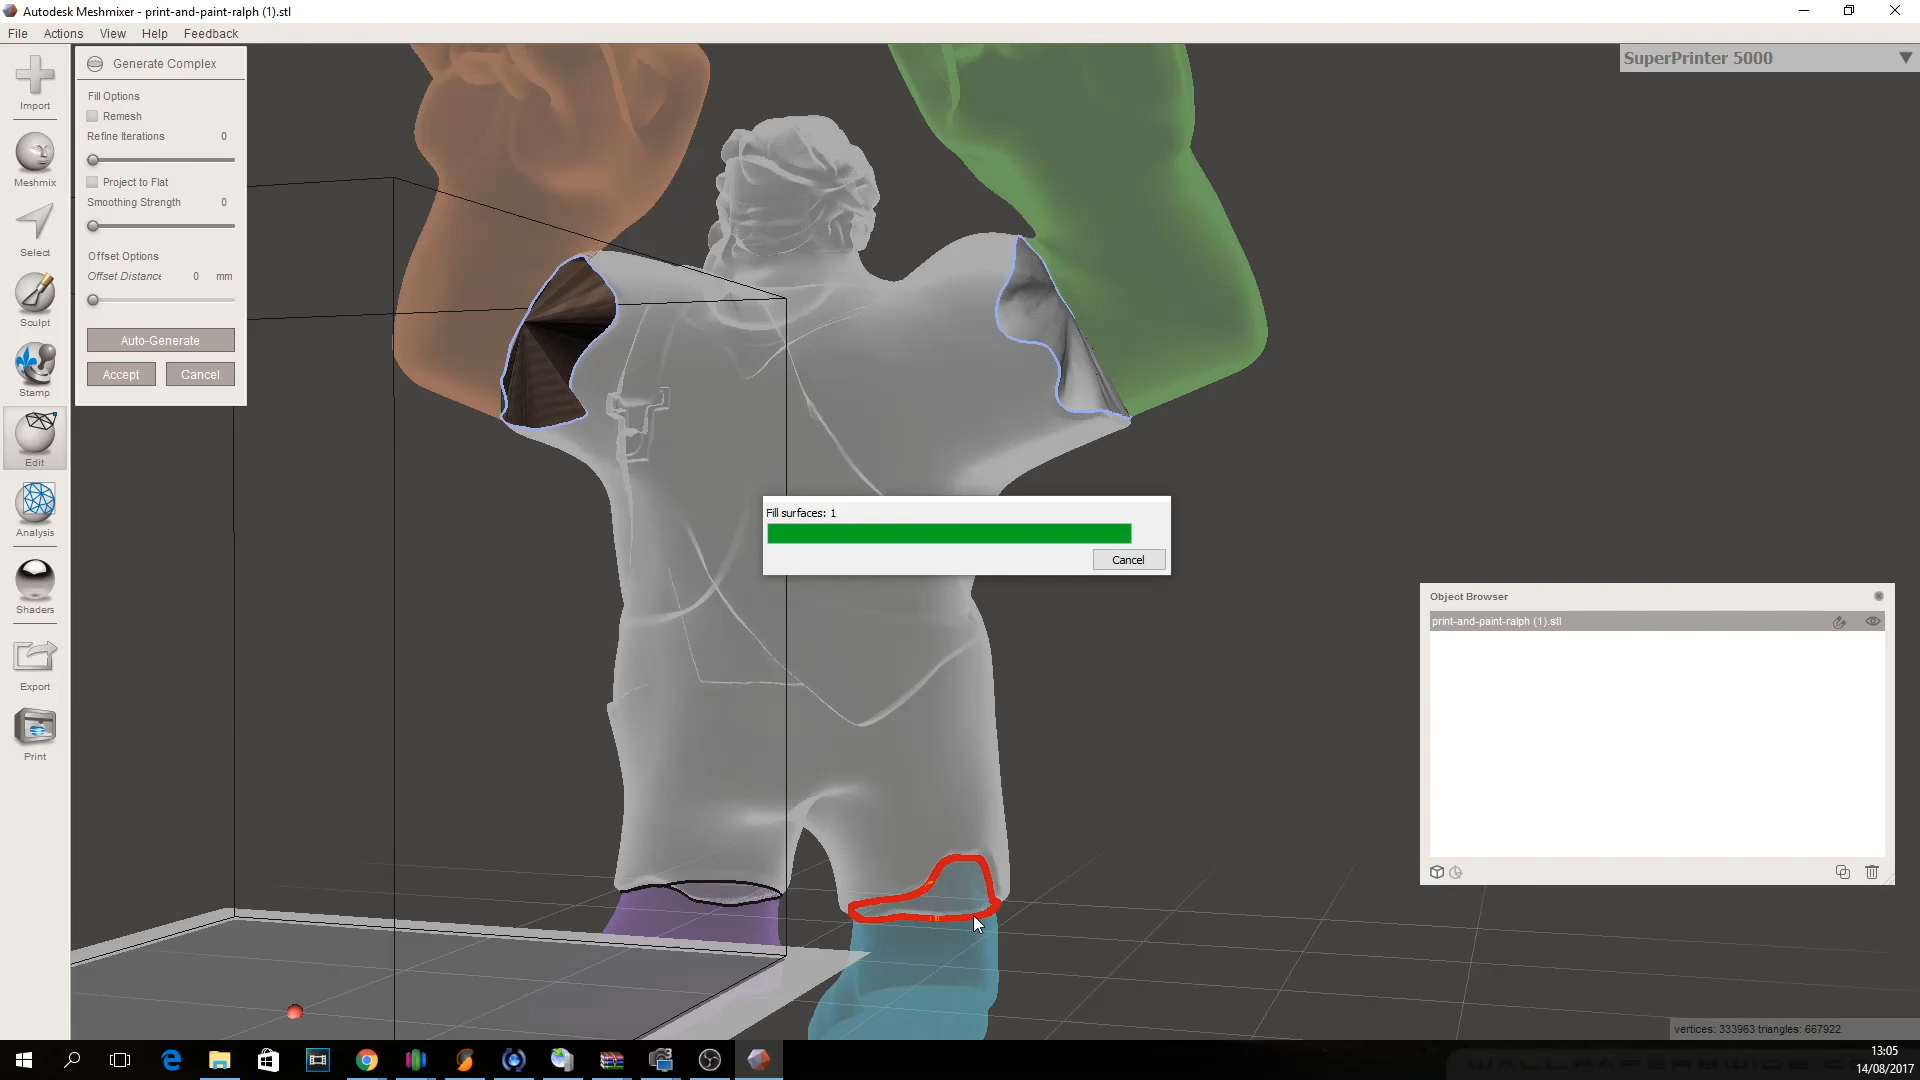 Autodesk Meshmixer - print-and-paint-ralph (1).stl
File Actions View Help Feedback
Generate Complex
SuperPrinter 5000
Fill Options
Import
Remesh
Refine Iterations 0
Meshmix
Project to Flat
Smoothing Strength 0
Select
Offset Options
Offset Distance 0 mm
Sculpt
Auto-Generate
Accept Cancel
Stamp
Edit
Fill surfaces: 1
Cancel
Analysis
Object Browser
Shaders
print-and-paint-ralph (1).stl
Export
Print
vertices: 333963 triangles: 667922
13:05
14/08/2017